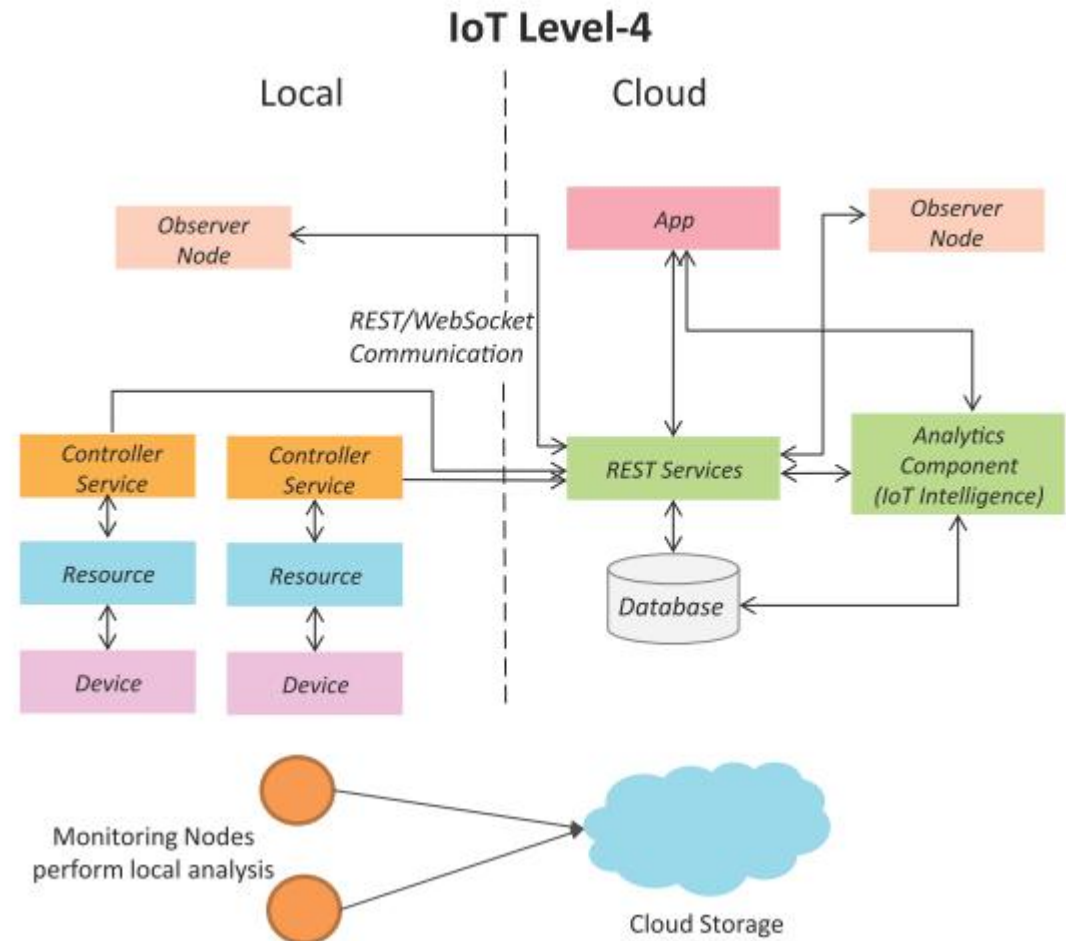 IoT Level-4
Local
Cloud
Observer
Node
App
Observer
Node
REST/WebSocket
Communication
Controller
Service
Controller
Service
REST Services
Analytics
Component
(IoT Intelligence)
Resource
Resource
Database
Device
Device
Monitoring Nodes
perform local analysis
Cloud Storage